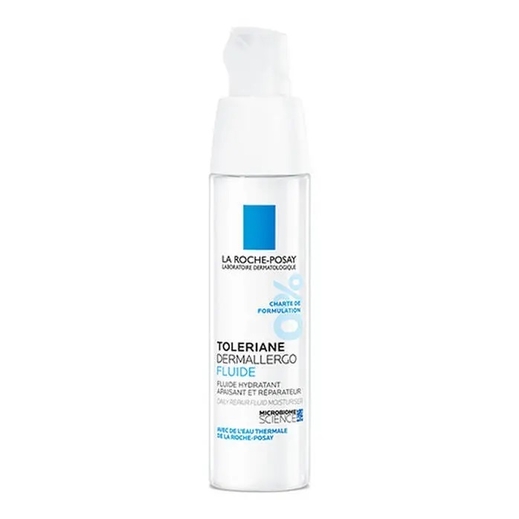 LA ROCHE-POSAY
LABORATOIRE DERMATOLOGIQUE
0%
CHARTE DE
FORMULATION
TOLERIANE
DERMALLERGO
FLUIDE
FLUIDE HYDRATANT
APAISANT ET RÉPARATEUR
DAILY REPAIR FLUID MOISTURISER
MICROBIOME
SCIENCE
AVEC DE L'EAU THERMALE
DE LA ROCHE-POSAY